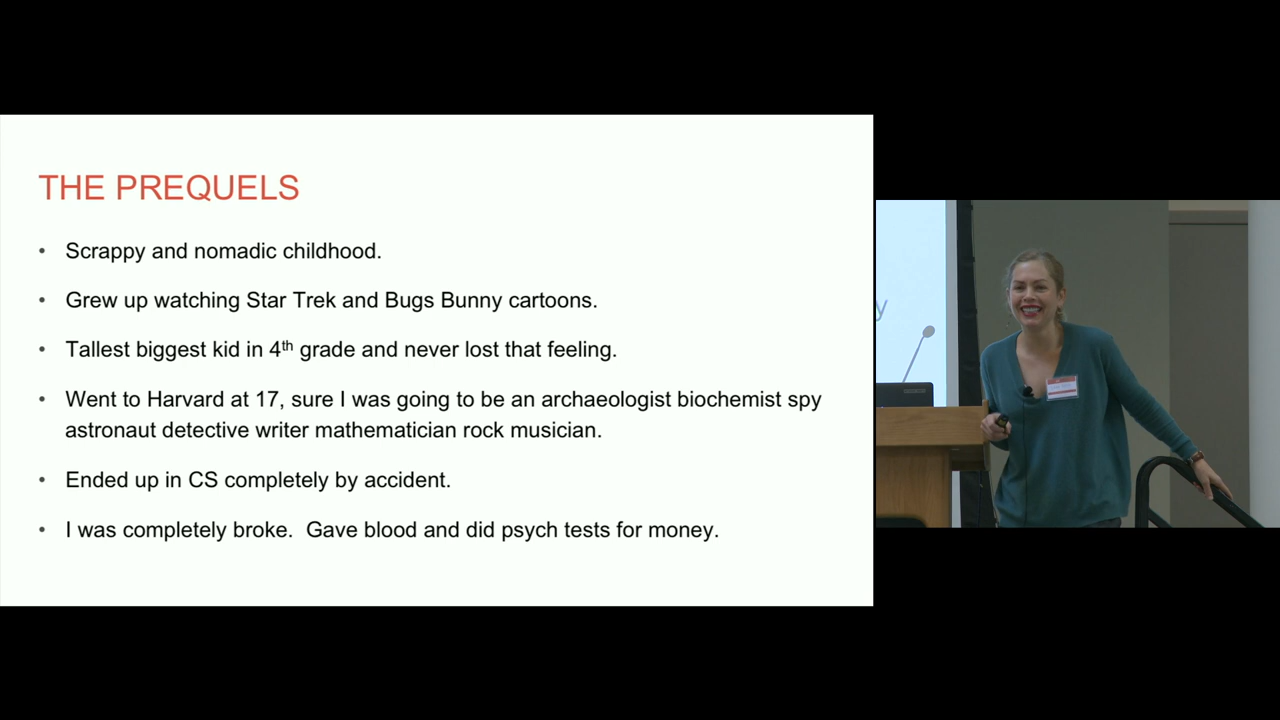 THE PREQUELS
• Scrappy and nomadic childhood.
• Grew up watching Star Trek and Bugs Bunny cartoons.
• Tallest biggest kid in 4th grade and never lost that feeling.
• Went to Harvard at 17, sure I was going to be an archaeologist biochemist spy
astronaut detective writer mathematician rock musician.
• Ended up in CS completely by accident.
• I was completely broke.  Gave blood and did psych tests for money.
y